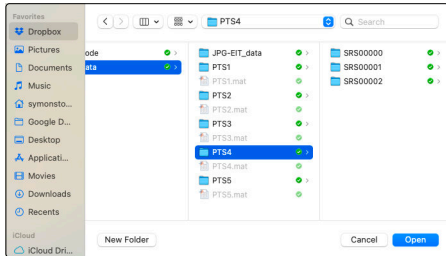 Favorites
Dropbox
Pictures
Documents
Music
symonsto...
Google D...
Desktop
Applicati...
Movies
Downloads
Recents
iCloud
iCloud Dri...
PTS4
Search
ode
ata
JPG-EIT_data
PTS1
PTS1.mat
PTS2
PTS2.mat
PTS3
PTS3.mat
PTS4
PTS4.mat
PTS5
PTS5.mat
SRS00000
SRS00001
SRS00002
New Folder
Cancel
Open